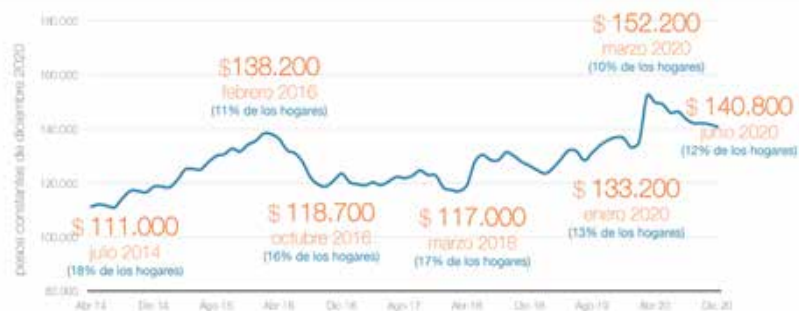 pesos constantes de diciembre 2020
180.000
160.000
140.000
120.000
100.000
80.000
$ 111.000
julio 2014
(18% de los hogares)
$138.200
febrero 2016
(11% de los hogares)
$ 118.700
octubre 2016
(16% de los hogares)
$ 117.000
marzo 2018
(17% de los hogares)
$ 133.200
enero 2020
(13% de los hogares)
$ 152.200
marzo 2020
(10% de los hogares)
$ 140.800
junio 2020
(12% de los hogares)
Abr-14 Dic-14 Ago-15 Abr-16 Dic-16 Ago-17 Abr-18 Dic-18 Ago-19 Abr-20 Dic-20